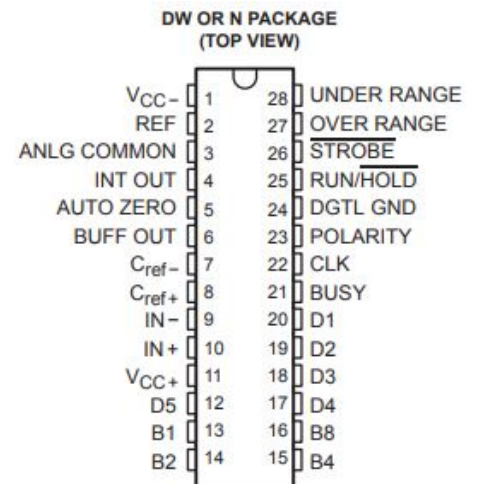 DW OR N PACKAGE
(TOP VIEW)
VCC− 1 28 UNDER RANGE
REF 2 27 OVER RANGE
ANLG COMMON 3 26 STROBE
INT OUT 4 25 RUN/HOLD
AUTO ZERO 5 24 DGTL GND
BUFF OUT 6 23 POLARITY
Cref− 7 22 CLK
Cref+ 8 21 BUSY
IN− 9 20 D1
IN+ 10 19 D2
VCC+ 11 18 D3
D5 12 17 D4
B1 13 16 B8
B2 14 15 B4